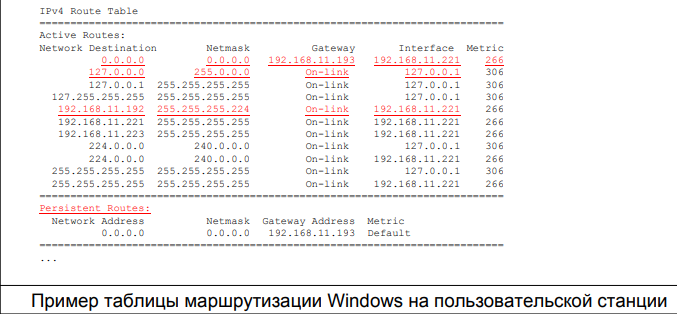 IPv4 Route Table
===========================================================================
Active Routes:
Network Destination Netmask Gateway Interface Metric
0.0.0.0 0.0.0.0 192.168.11.193 192.168.11.221 266
127.0.0.0 255.0.0.0 On-link 127.0.0.1 306
127.0.0.1 255.255.255.255 On-link 127.0.0.1 306
127.255.255.255 255.255.255.255 On-link 127.0.0.1 306
192.168.11.192 255.255.255.224 On-link 192.168.11.221 266
192.168.11.221 255.255.255.255 On-link 192.168.11.221 266
192.168.11.223 255.255.255.255 On-link 192.168.11.221 266
224.0.0.0 240.0.0.0 On-link 127.0.0.1 306
224.0.0.0 240.0.0.0 On-link 192.168.11.221 266
255.255.255.255 255.255.255.255 On-link 127.0.0.1 306
255.255.255.255 255.255.255.255 On-link 192.168.11.221 266
===========================================================================
Persistent Routes:
Network Address Netmask Gateway Address Metric
0.0.0.0 0.0.0.0 192.168.11.193 Default
===========================================================================
...
Пример таблицы маршрутизации Windows на пользовательской станции